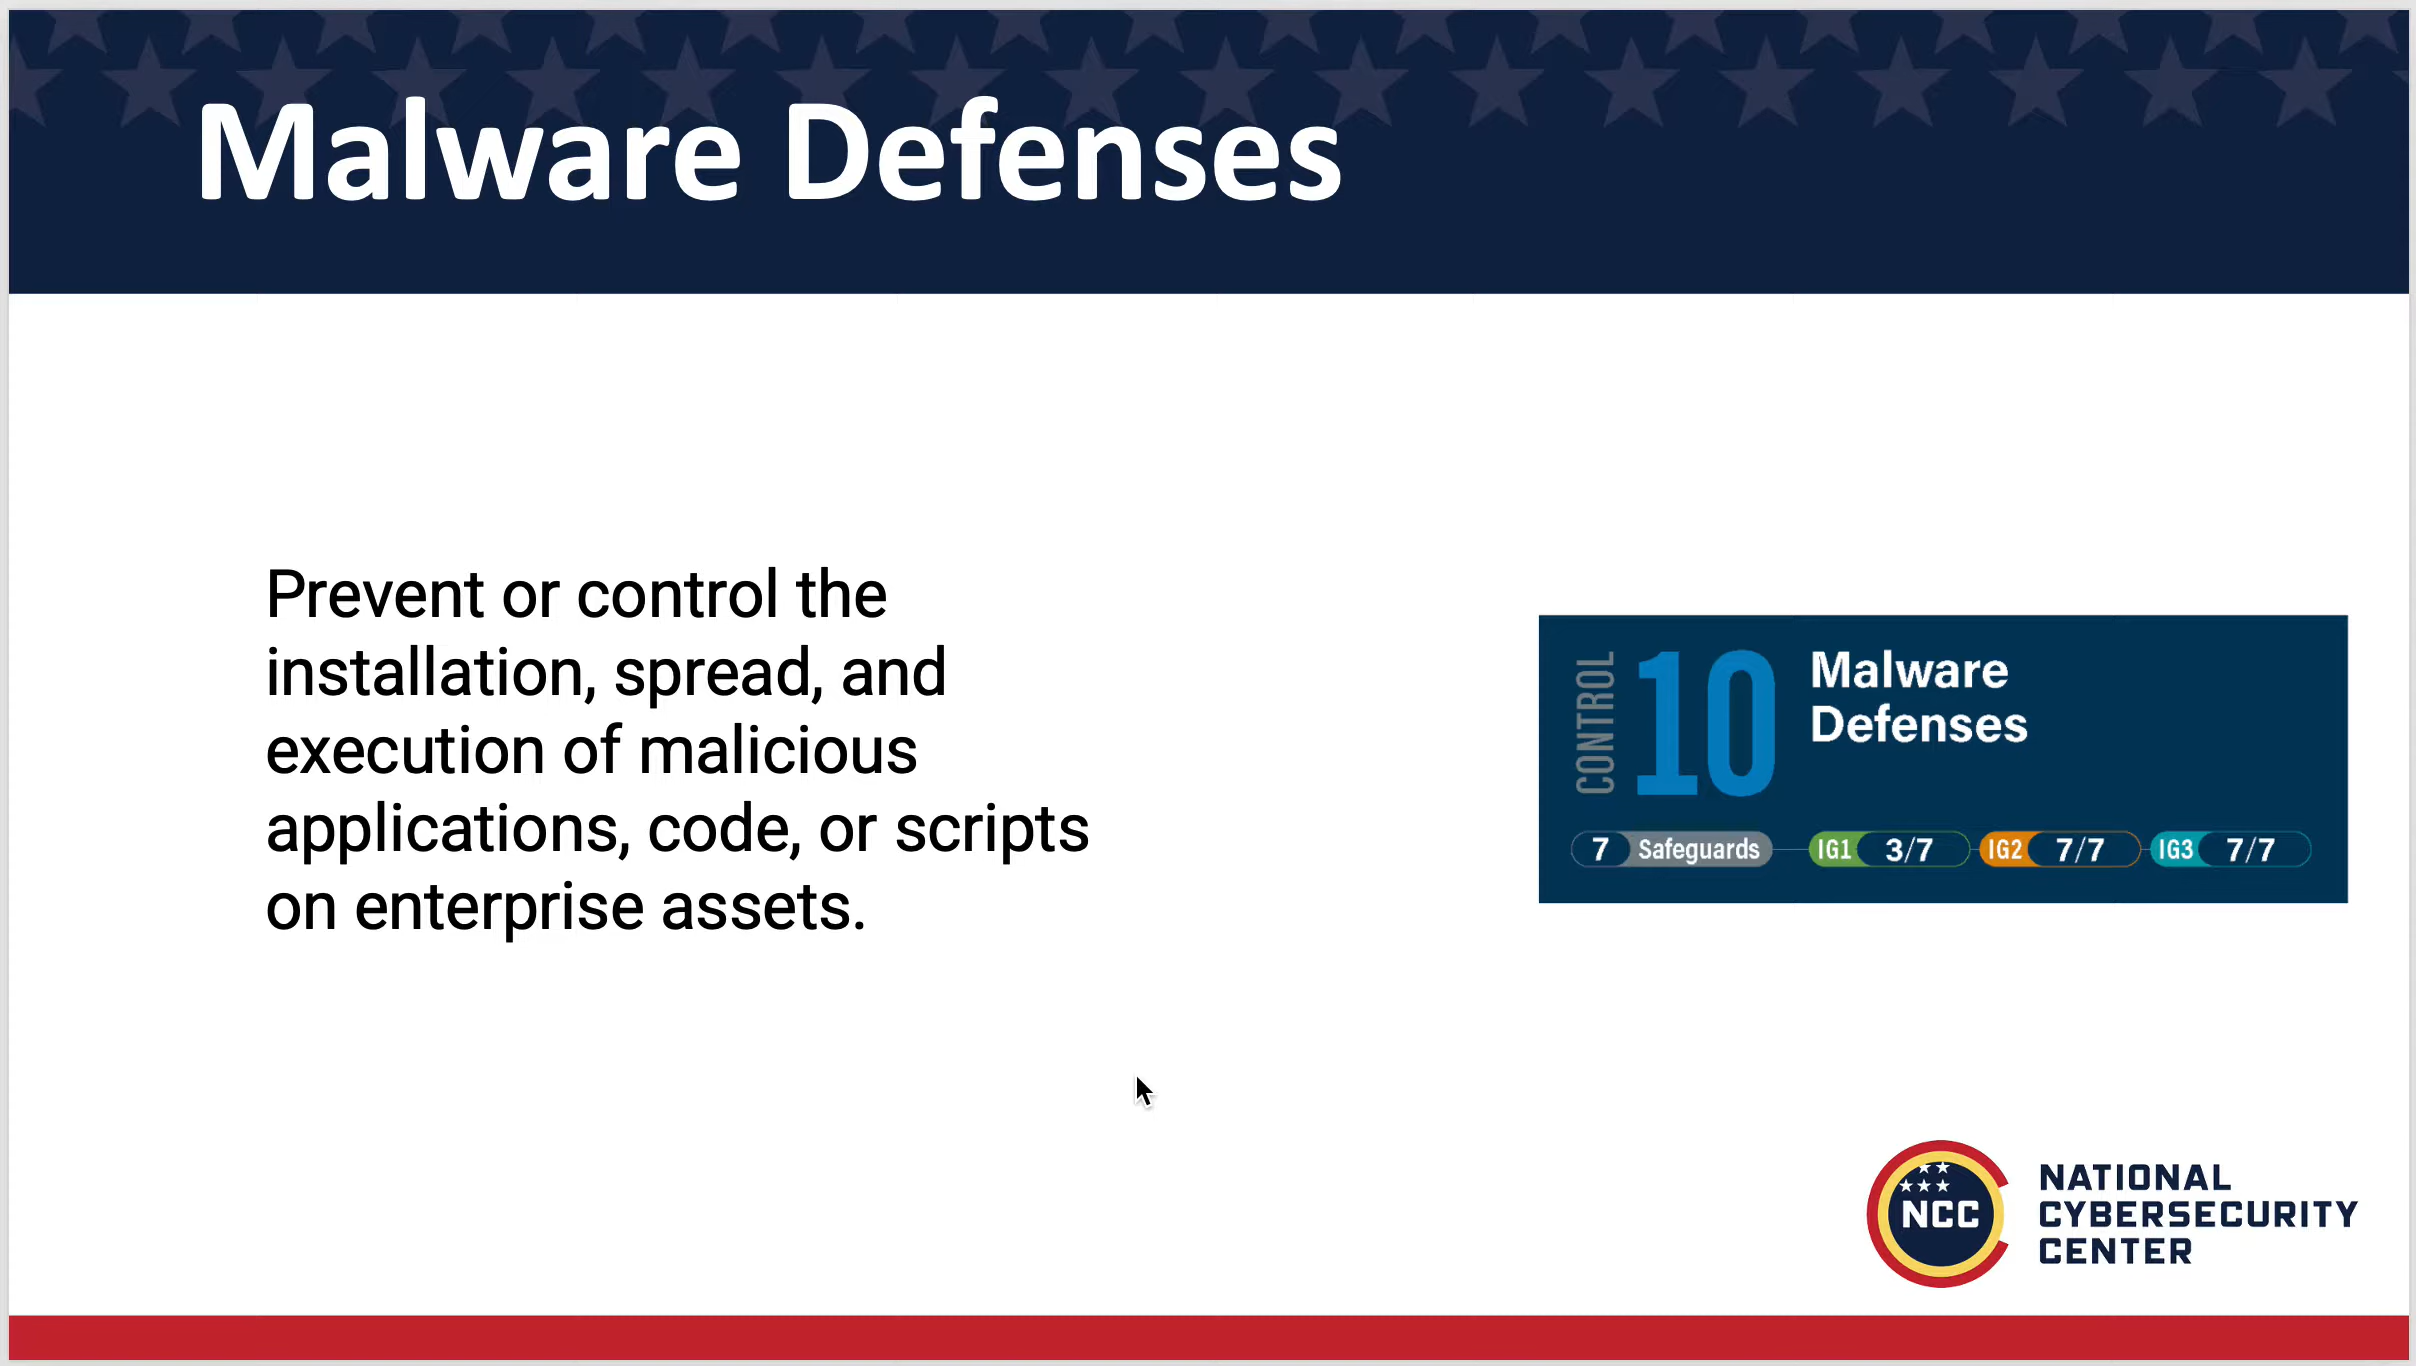 Malware Defenses
Prevent or control the
installation, spread, and
execution of malicious
applications, code, or scripts
on enterprise assets.
CONTROL 10
Malware
Defenses
7 Safeguards IG1 3/7 IG2 7/7 IG3 7/7
NCC
NATIONAL
CYBERSECURITY
CENTER